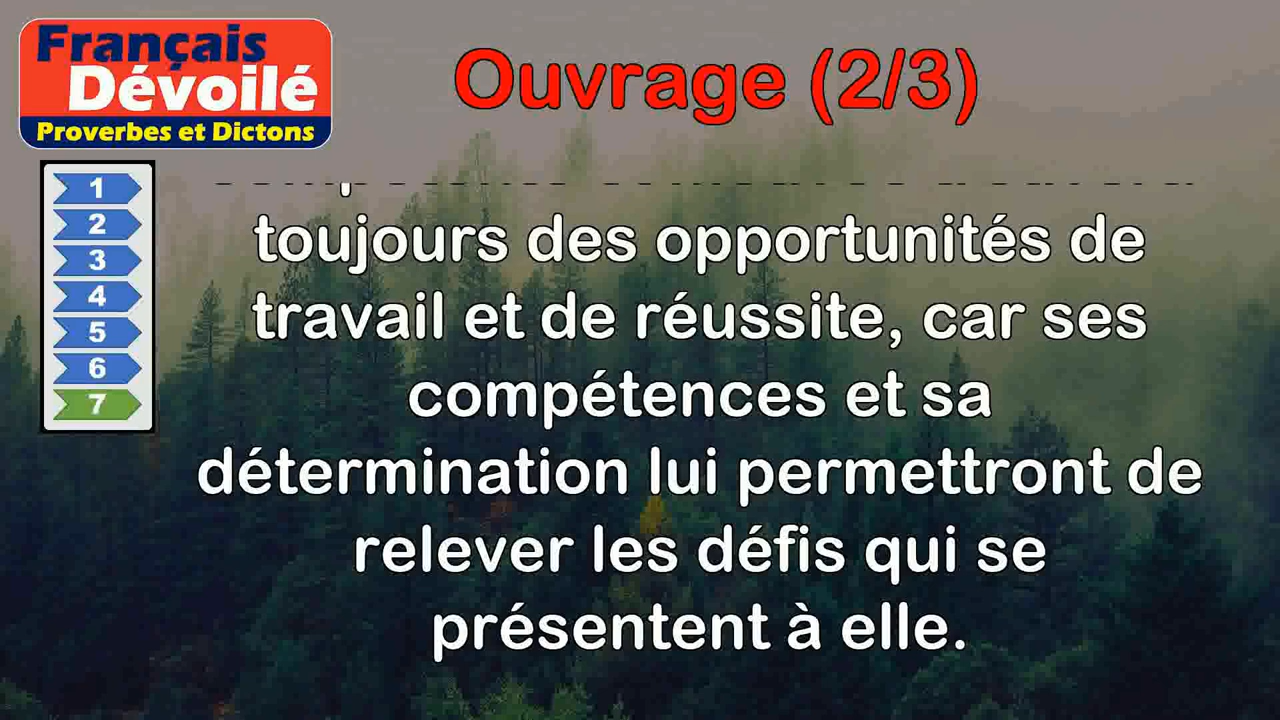 Français
Dévoilé
Proverbes et Dictons
Ouvrage (2/3)
1
2
3
4
5
6
7
toujours des opportunités de
travail et de réussite, car ses
compétences et sa
détermination lui permettront de
relever les défis qui se
présentent à elle.